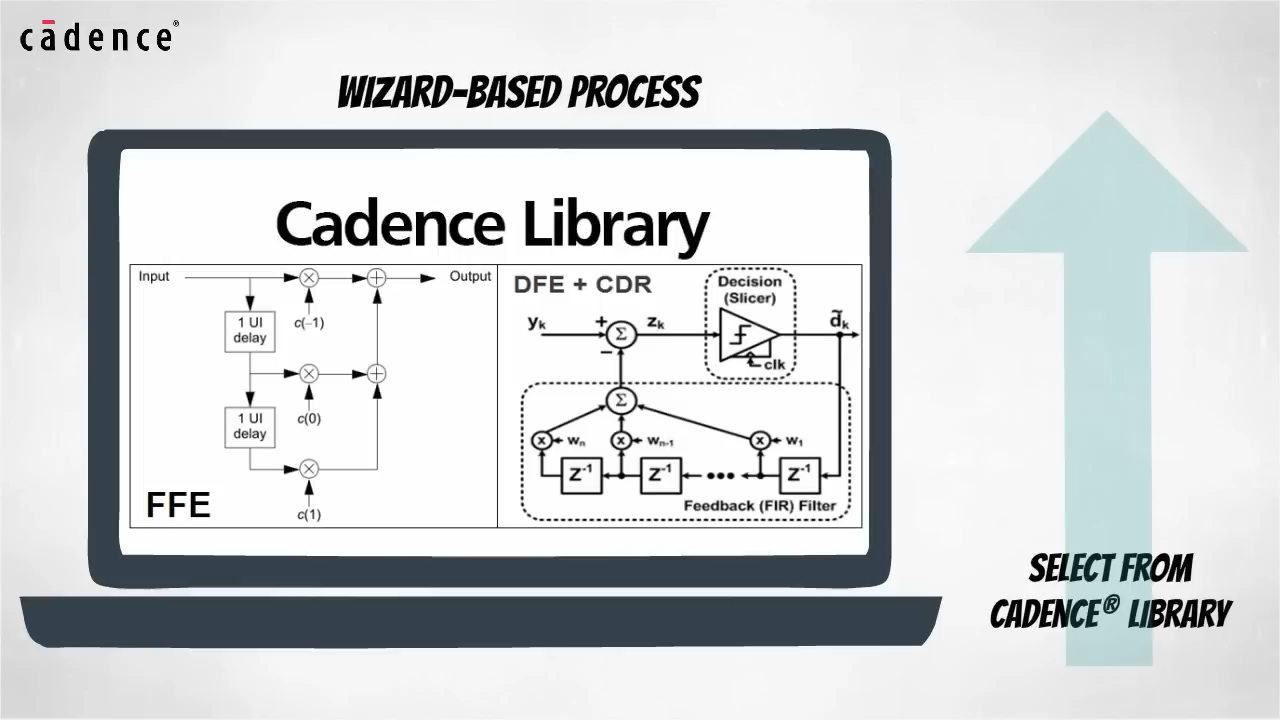 cādence®
WIZARD-BASED PROCESS
Cadence Library
Input
Output
c(–1)
1 UI
delay
c(0)
1 UI
delay
c(1)
FFE
DFE + CDR
Decision
(Slicer)
yk
+
Σ
zk
d̃k
−
clk
Σ
x
wn
x
wn-1
x
w1
Z-1
Z-1
•••
Z-1
Feedback (FIR) Filter
SELECT FROM
CADENCE® LIBRARY